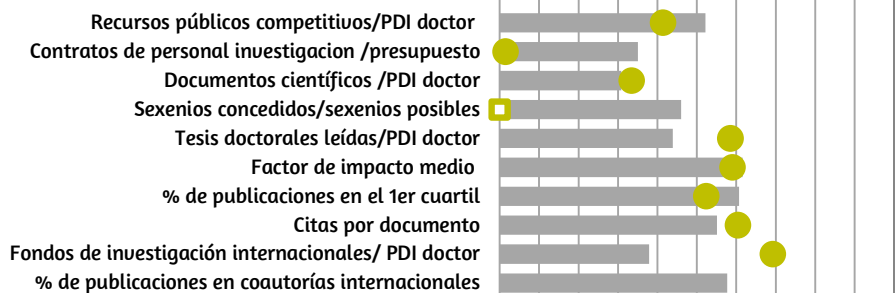 Recursos públicos competitivos/PDI doctor
Contratos de personal investigacion /presupuesto
Documentos científicos /PDI doctor
Sexenios concedidos/sexenios posibles
Tesis doctorales leídas/PDI doctor
Factor de impacto medio
% de publicaciones en el 1er cuartil
Citas por documento
Fondos de investigación internacionales/ PDI doctor
% de publicaciones en coautorías internacionales